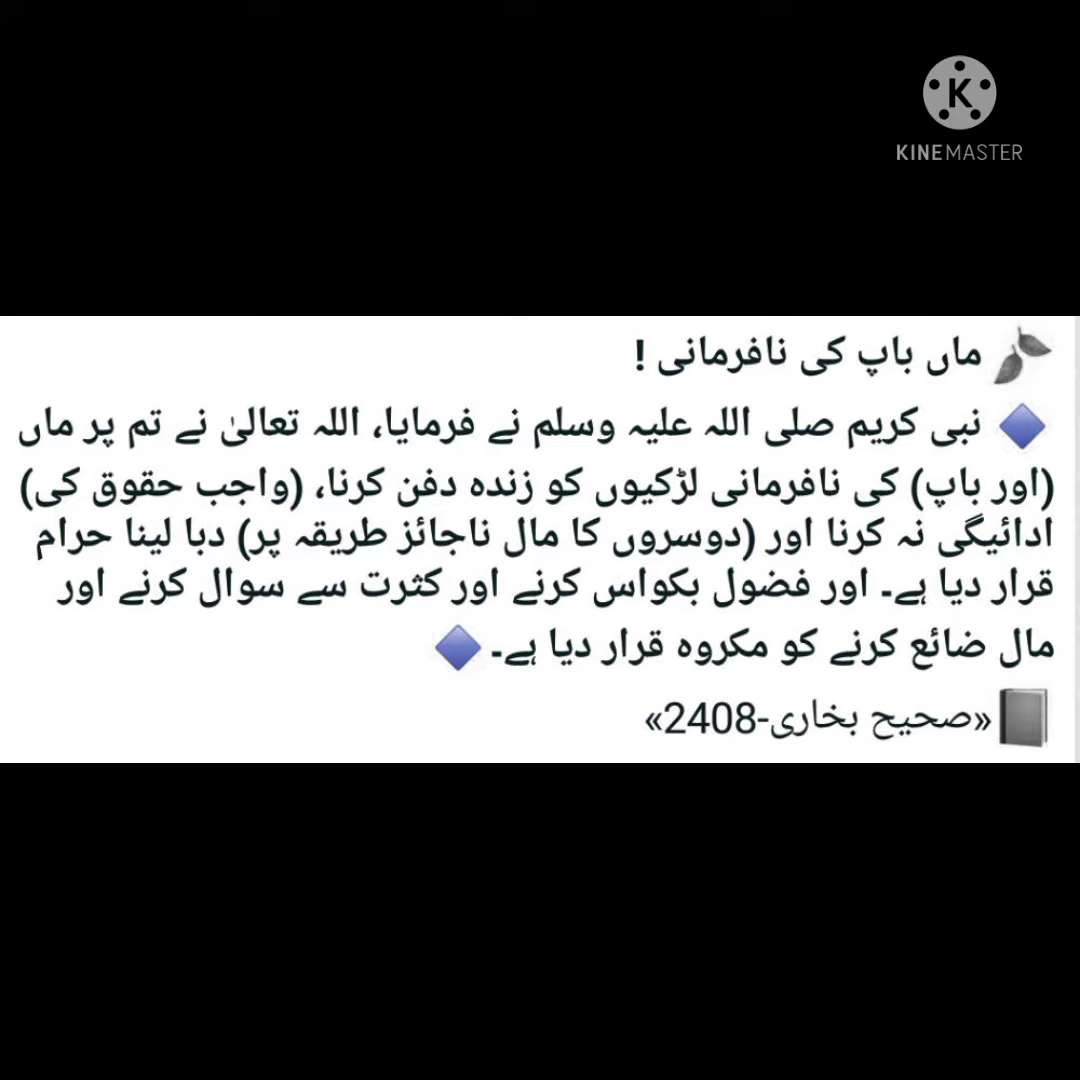 KINEMASTER
ماں باپ کی نافرمانی !
نبی کریم صلی اللہ علیہ وسلم نے فرمایا، اللہ تعالیٰ نے تم پر ماں
(اور باپ) کی نافرمانی لڑکیوں کو زندہ دفن کرنا، (واجب حقوق کی)
ادائیگی نہ کرنا اور (دوسروں کا مال ناجائز طریقہ پر) دبا لینا حرام
قرار دیا ہے۔ اور فضول بکواس کرنے اور کثرت سے سوال کرنے اور
مال ضائع کرنے کو مکروہ قرار دیا ہے۔
«صحیح بخاری-2408»